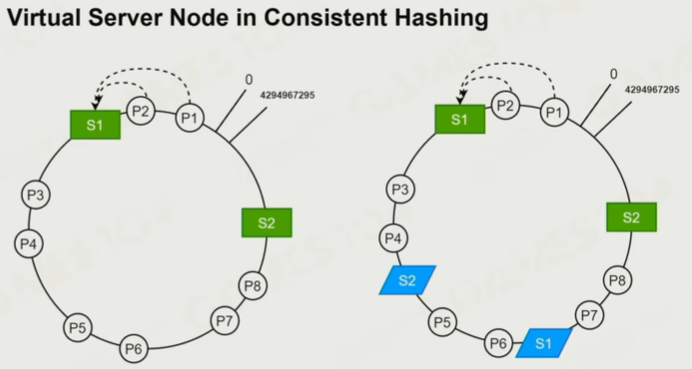 Virtual Server Node in Consistent Hashing
0
4294967295
P2
P1
S1
P3
S2
P4
P8
P7
P5
P6
0
4294967295
P2
P1
S1
P3
S2
P4
S2
P8
P5
P7
P6
S1